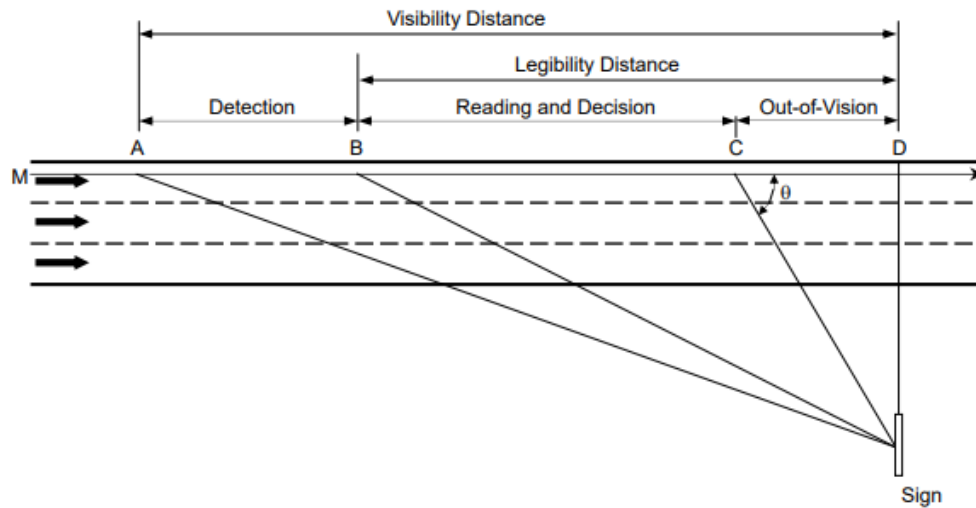 Visibility Distance
Legibility Distance
Detection Reading and Decision Out-of-Vision
A B C D
M
θ
Sign